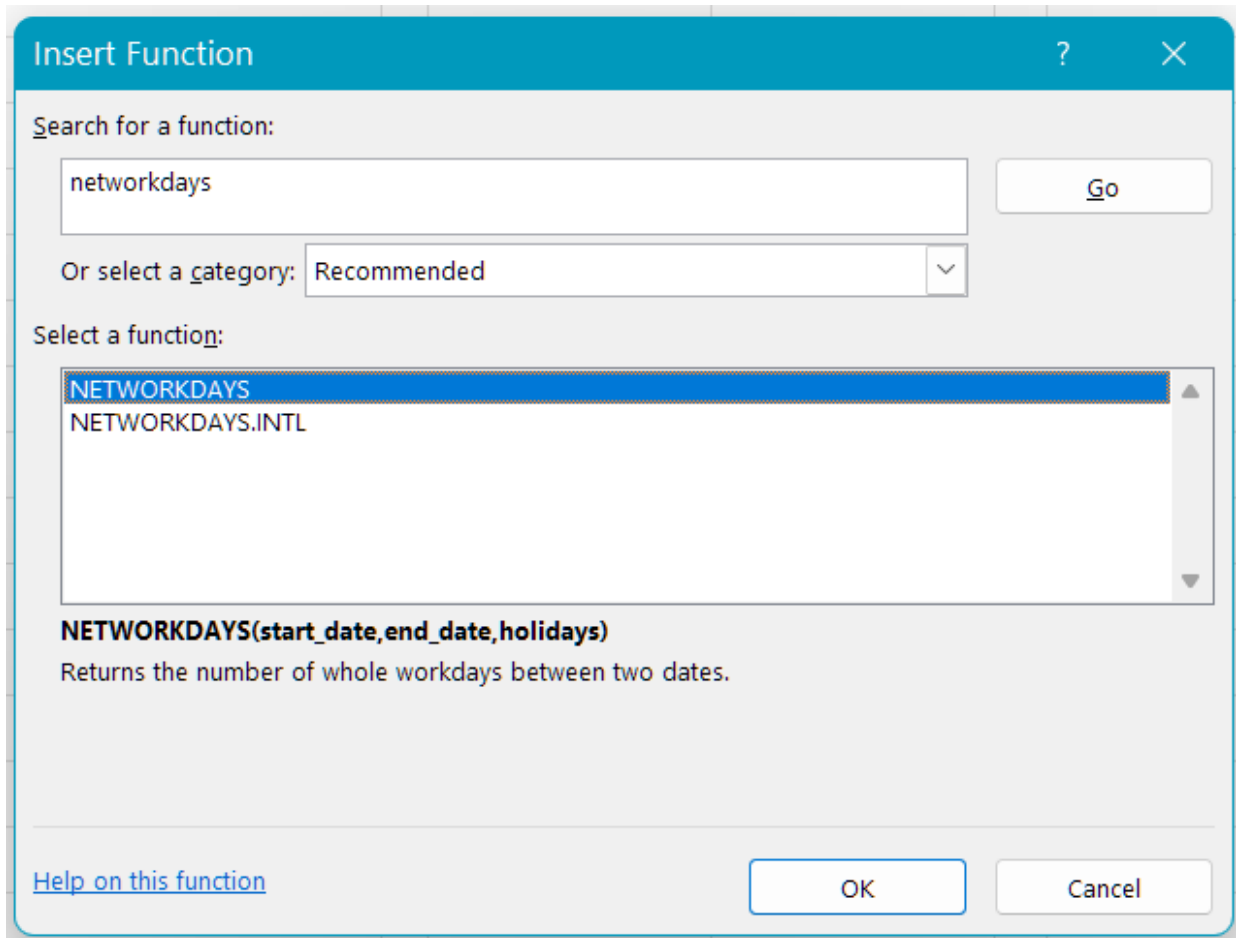 Insert Function ?
Search for a function:
networkdays
Go
Or select a category: Recommended
Select a function:
NETWORKDAYS
NETWORKDAYS.INTL
NETWORKDAYS(start_date,end_date,holidays)
Returns the number of whole workdays between two dates.
Help on this function
OK
Cancel